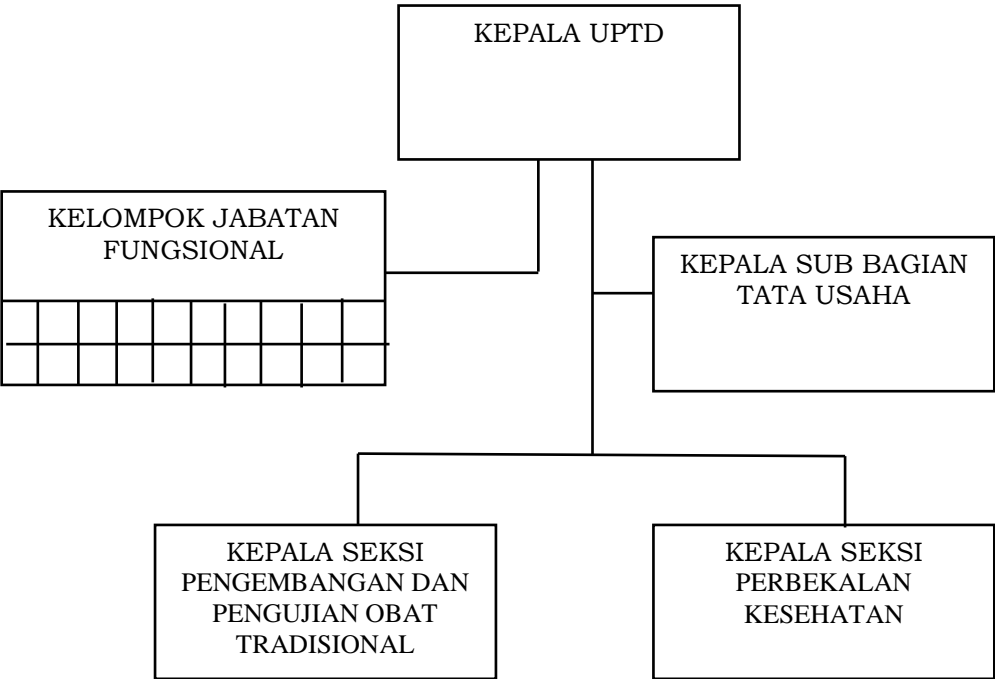 KEPALA UPTD
KELOMPOK JABATAN
FUNGSIONAL
KEPALA SUB BAGIAN
TATA USAHA
KEPALA SEKSI
PENGEMBANGAN DAN
PENGUJIAN OBAT
TRADISIONAL
KEPALA SEKSI
PERBEKALAN
KESEHATAN